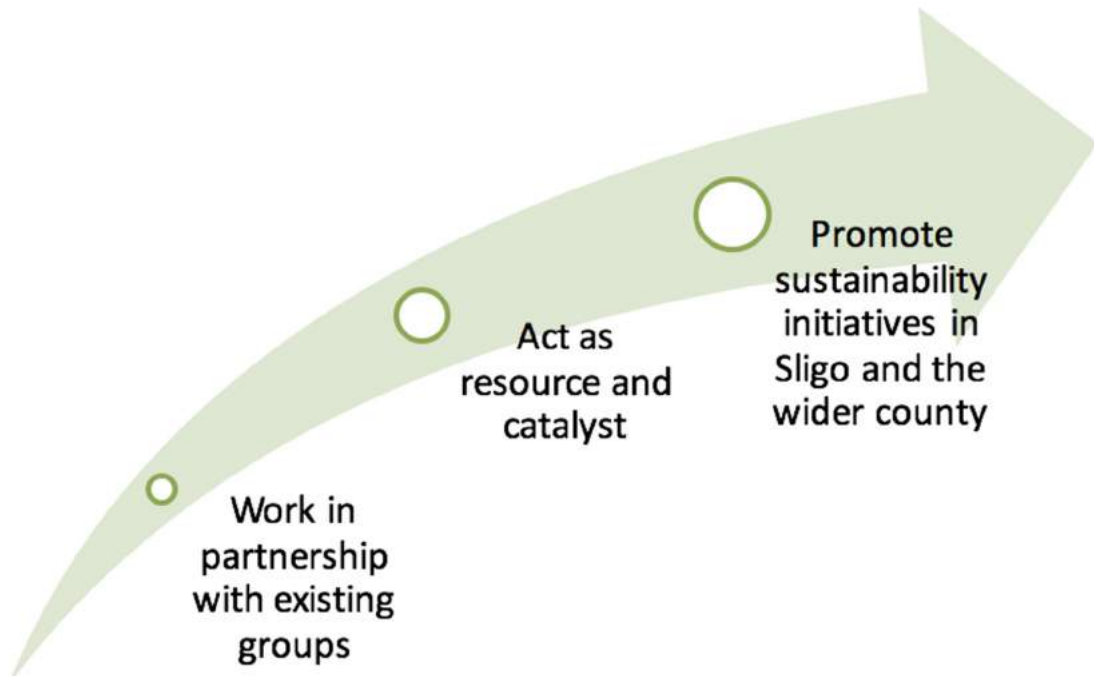 Work in
partnership
with existing
groups
Act as
resource and
catalyst
Promote
sustainability
initiatives in
Sligo and the
wider county